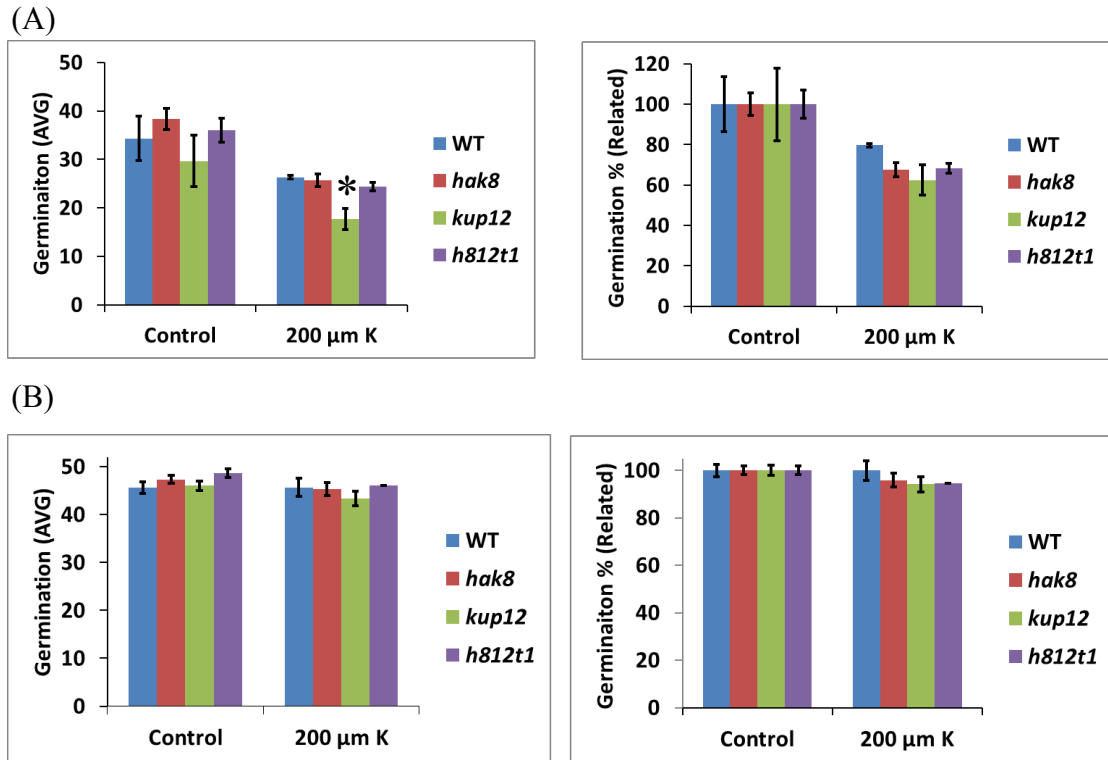 (A)
Germinaiton (AVG)
50
40
30
20
10
0
*
Control
200 µm K
WT
hak8
kup12
h812t1
Germination % (Related)
120
100
80
60
40
20
0
Control
200 µm K
WT
hak8
kup12
h812t1
(B)
Germination (AVG)
50
40
30
20
10
0
Control
200 µm K
WT
hak8
kup12
h812t1
Germinaiton % (Related)
100
80
60
40
20
0
Control
200 µm K
WT
hak8
kup12
h812t1